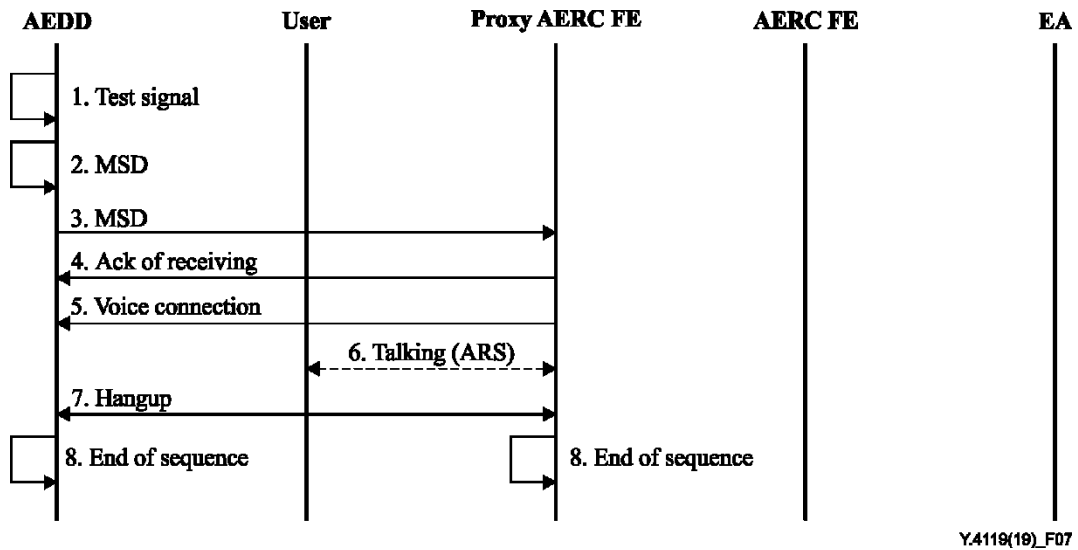 AEDD User Proxy AERC FE AERC FE EA
1. Test signal
2. MSD
3. MSD
4. Ack of receiving
5. Voice connection
6. Talking (ARS)
7. Hangup
8. End of sequence 8. End of sequence
Y.4119(19)_F07